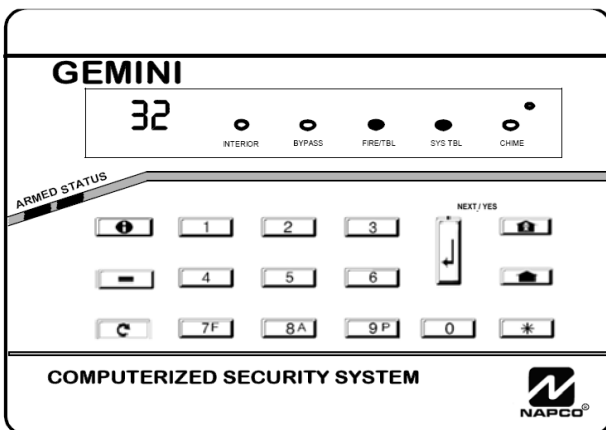 GEMINI
32
INTERIOR BYPASS FIRE/TBL SYS TBL CHIME
ARMED STATUS
NEXT / YES
1 2 3
4 5 6
7F 8A 9P 0 *
COMPUTERIZED SECURITY SYSTEM
NAPCO®